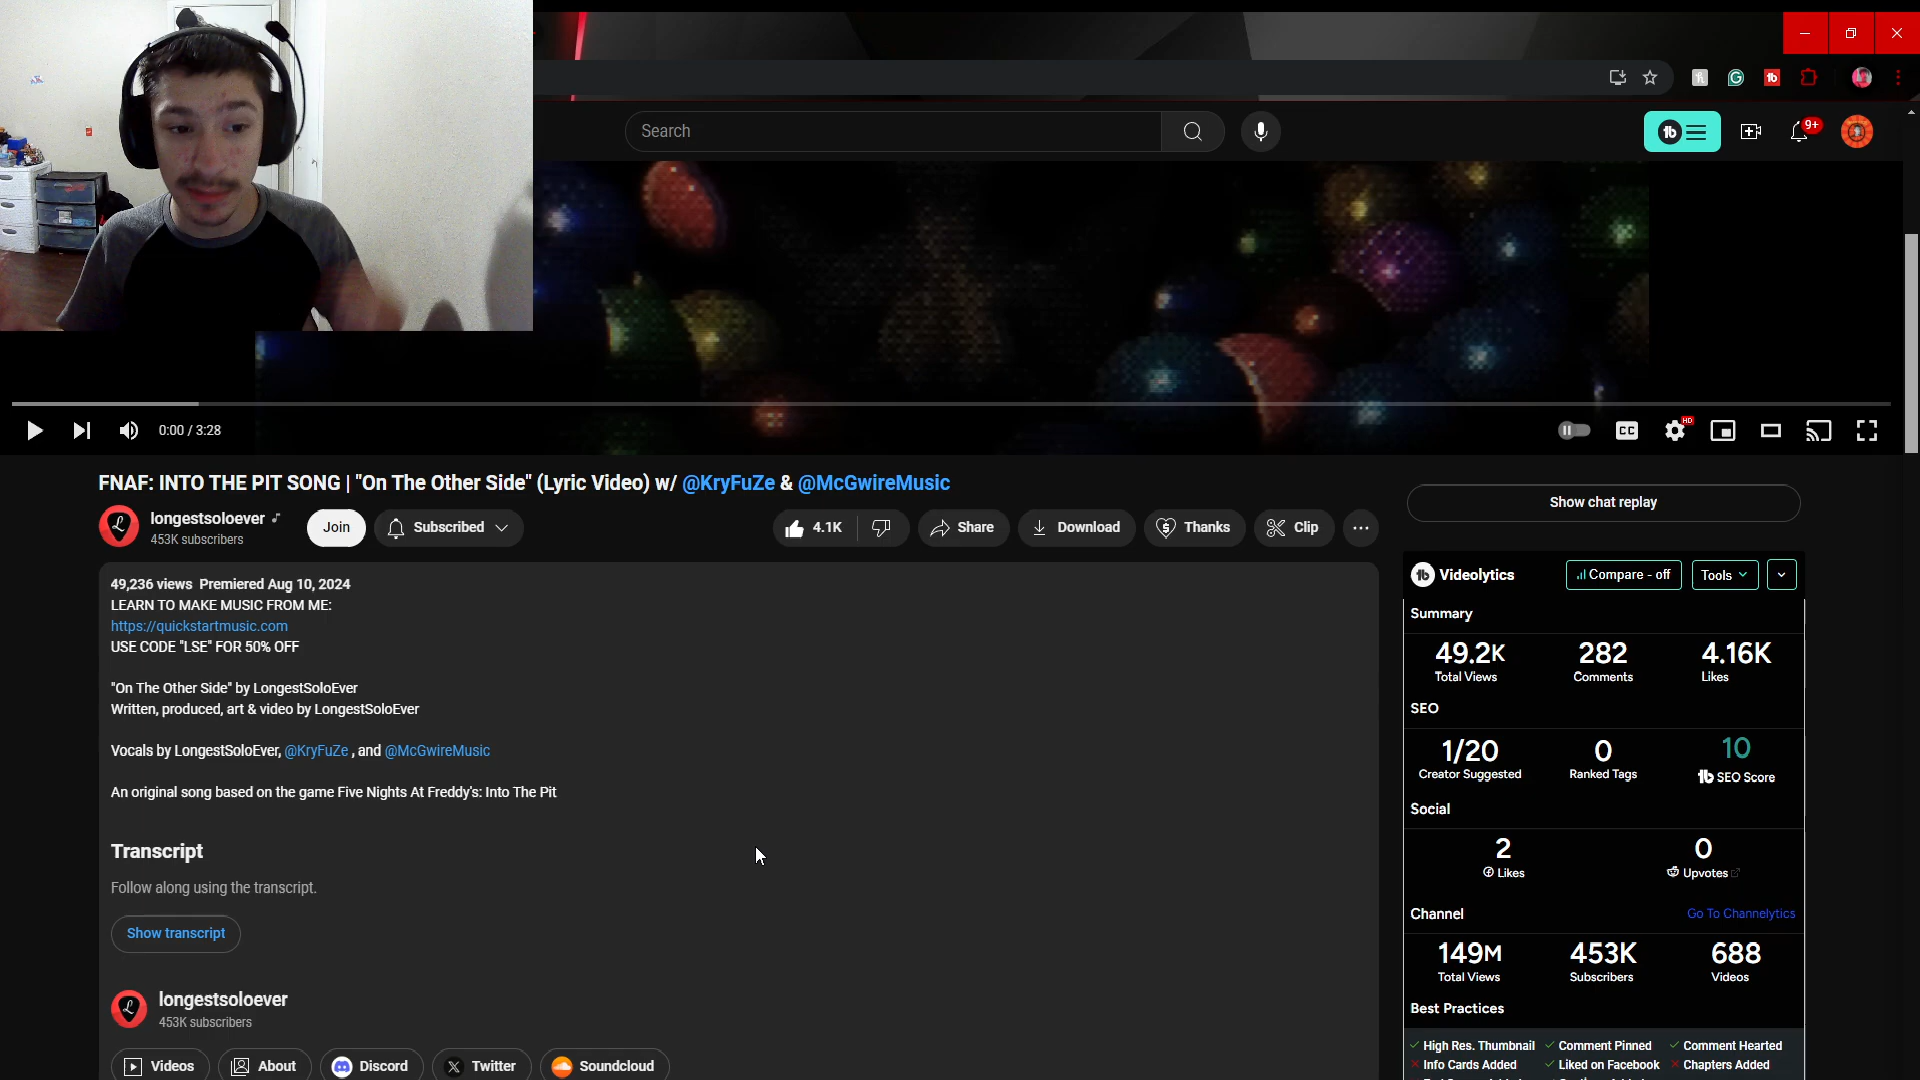 Search
9+
0:00 / 3:28
CC
HD
FNAF: INTO THE PIT SONG | "On The Other Side" (Lyric Video) w/ @KryFuZe & @McGwireMusic
longestsoloever
453K subscribers
Join
Subscribed
4.1K
Share
Download
Thanks
Clip
Show chat replay
49,236 views Premiered Aug 10, 2024
LEARN TO MAKE MUSIC FROM ME:
https://quickstartmusic.com
USE CODE "LSE" FOR 50% OFF
"On The Other Side" by LongestSoloEver
Written, produced, art & video by LongestSoloEver
Vocals by LongestSoloEver, @KryFuZe , and @McGwireMusic
An original song based on the game Five Nights At Freddy's: Into The Pit
Transcript
Follow along using the transcript.
Show transcript
longestsoloever
453K subscribers
Videos
About
Discord
Twitter
Soundcloud
Videolytics
Compare - off
Tools
Summary
49.2K 282 4.16K
Total Views Comments Likes
SEO
1/20 0 10
Creator Suggested Ranked Tags tb SEO Score
Social
2 0
Likes Upvotes
Channel Go To Channelytics
149M 453K 688
Total Views Subscribers Videos
Best Practices
High Res. Thumbnail Comment Pinned Comment Hearted
Info Cards Added Liked on Facebook Chapters Added